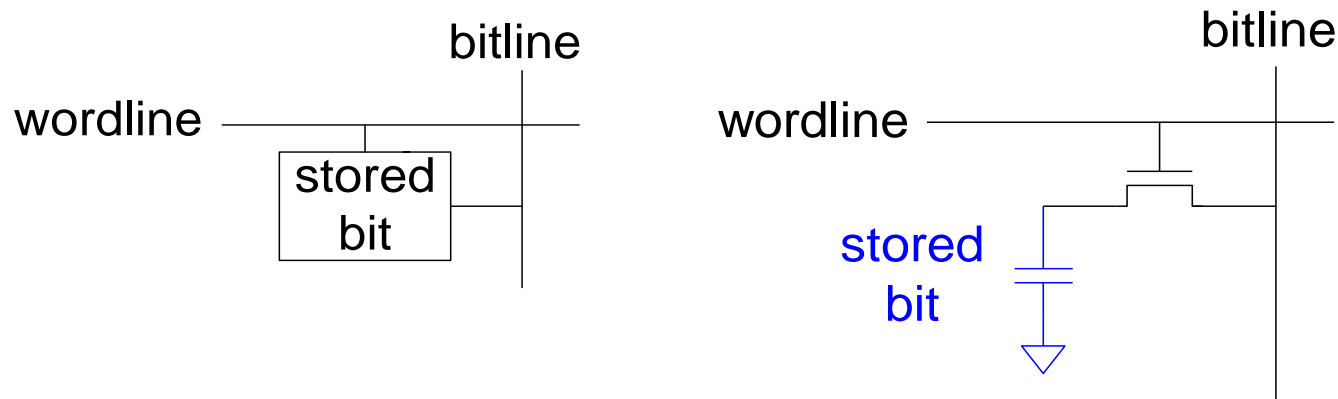 bitline
wordline
stored
bit
bitline
wordline
stored
bit